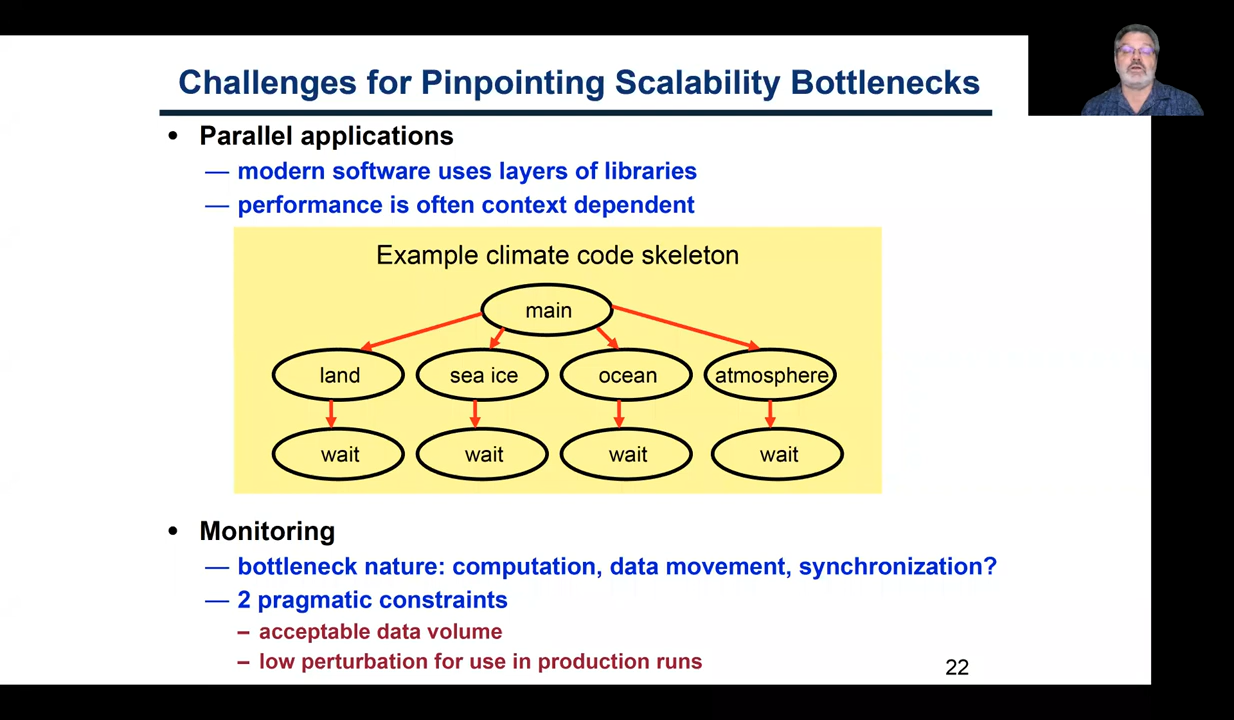 Challenges for Pinpointing Scalability Bottlenecks
• Parallel applications
— modern software uses layers of libraries
— performance is often context dependent
Example climate code skeleton
main
land sea ice ocean atmosphere
wait wait wait wait
• Monitoring
— bottleneck nature: computation, data movement, synchronization?
— 2 pragmatic constraints
– acceptable data volume
– low perturbation for use in production runs
22